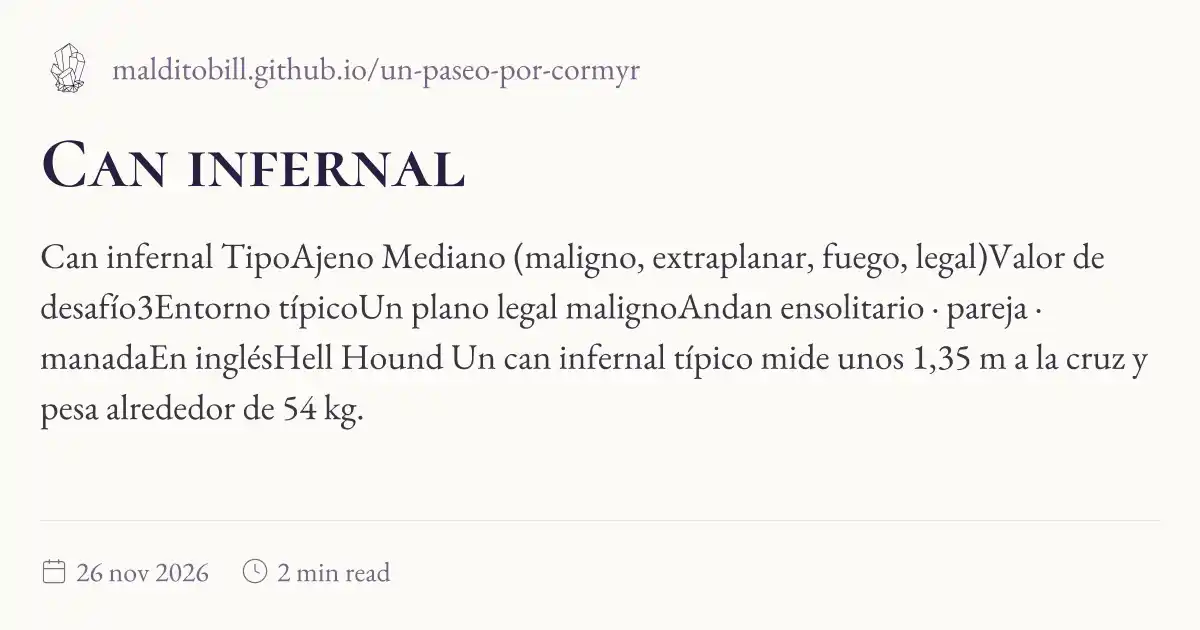 malditobill.github.io/un-paseo-por-cormyr
Can infernal
Can infernal TipoAjeno Mediano (maligno, extraplanar, fuego, legal)Valor de
desafío3Entorno típicoUn plano legal malignoAndan ensolitario · pareja ·
manadaEn inglésHell Hound Un can infernal típico mide unos 1,35 m a la cruz y
pesa alrededor de 54 kg.
26 nov 2026 2 min read